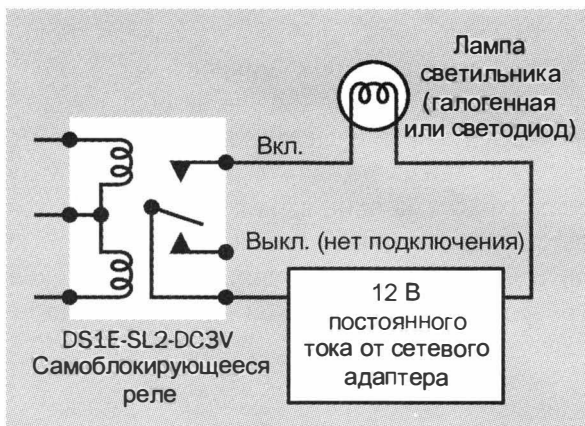 Лампа
светильника
(галогенная
или светодиод)
Вкл.
Выкл. (нет подключения)
12 В
постоянного
тока от сетевого
адаптера
DS1E-SL2-DC3V
Самоблокирующееся
реле